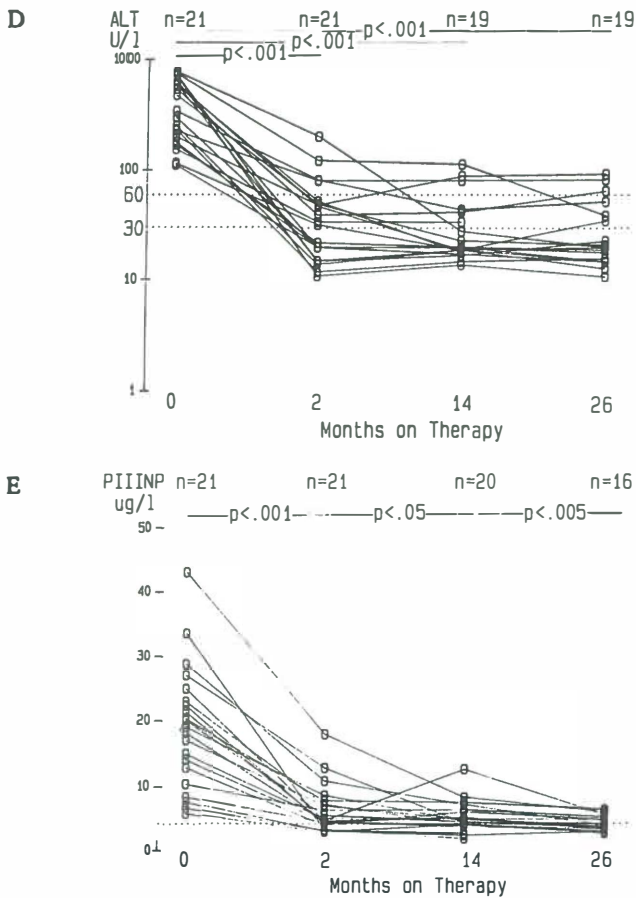 D
ALT n=21 n=21 n=19 n=19
U/l p<.001
p<.001
p<.001
1000
100
60
30
10
1
0 2 14 26
Months on Therapy
E
PIIINP n=21 n=21 n=20 n=16
ug/l
p<.001 p<.05 p<.005
50
40
30
20
10
0
0 2 14 26
Months on Therapy